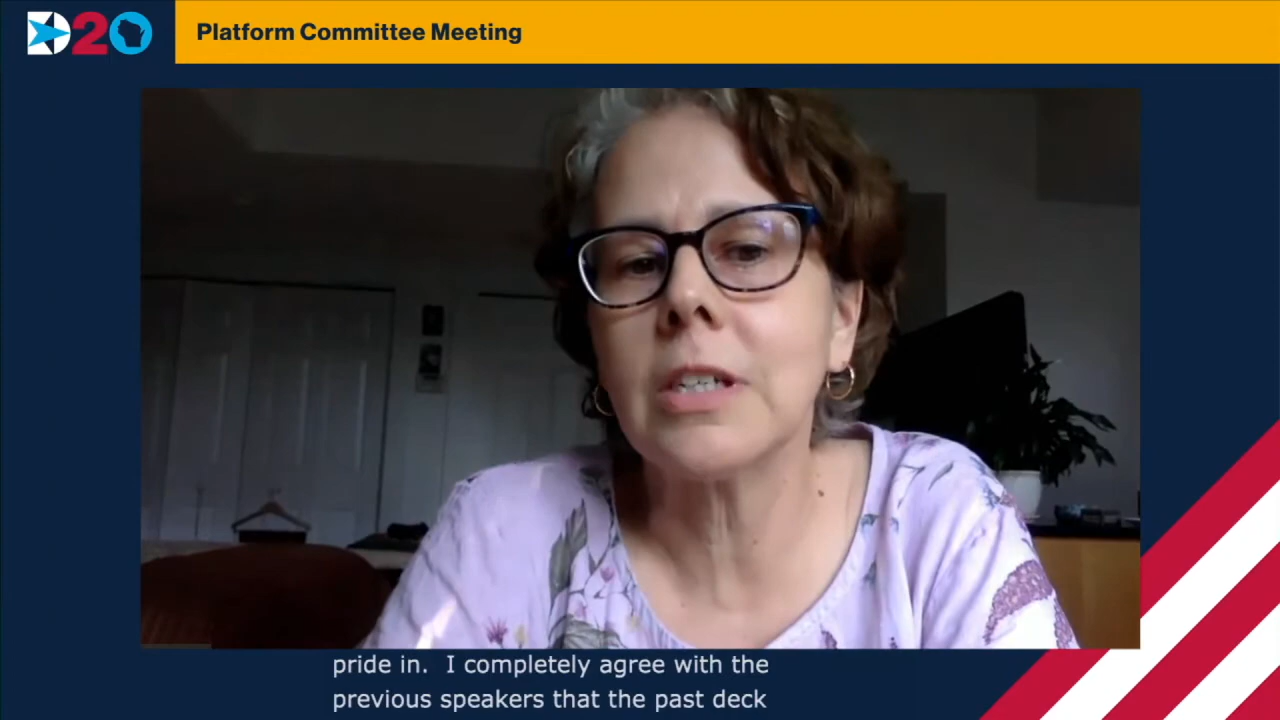 D20
Platform Committee Meeting
pride in.  I completely agree with the
previous speakers that the past deck